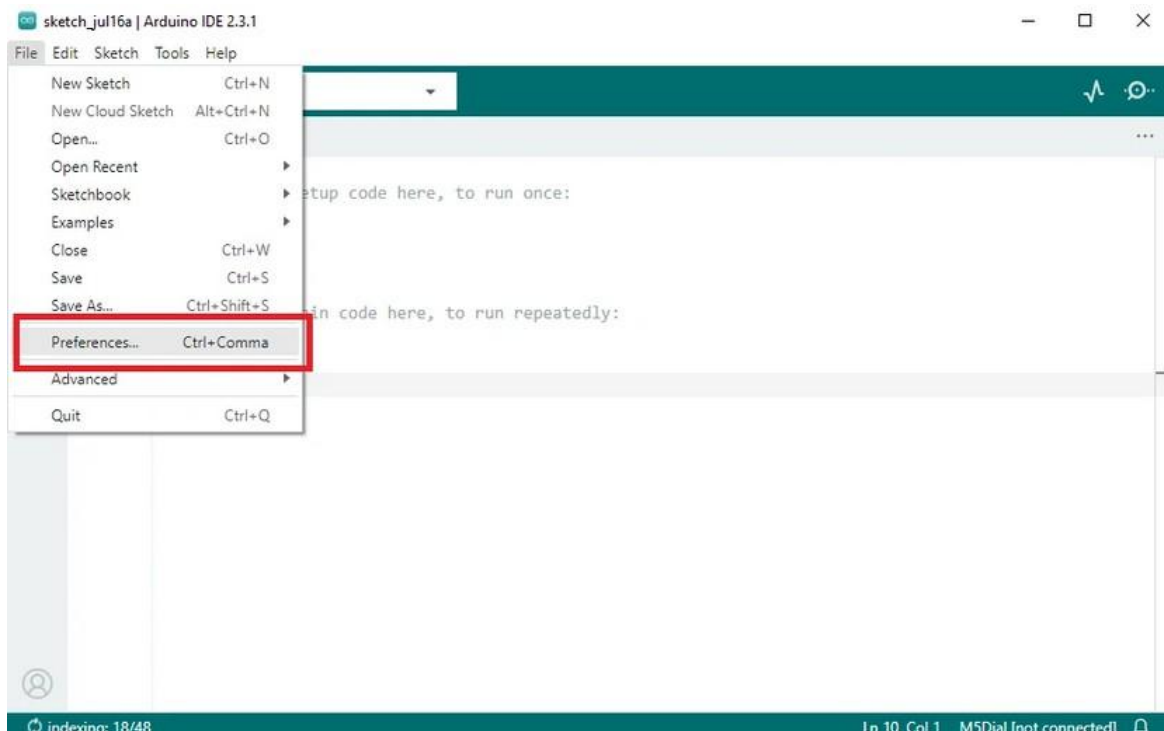 sketch_jul16a | Arduino IDE 2.3.1
File Edit Sketch Tools Help
New Sketch Ctrl+N
New Cloud Sketch Alt+Ctrl+N
Open... Ctrl+O
Open Recent
Sketchbook
etup code here, to run once:
Examples
Close Ctrl+W
Save Ctrl+S
Save As... Ctrl+Shift+S
in code here, to run repeatedly:
Preferences... Ctrl+Comma
Advanced
Quit Ctrl+Q
indexing: 18/48 Ln 10, Col 1 M5Dial [not connected]